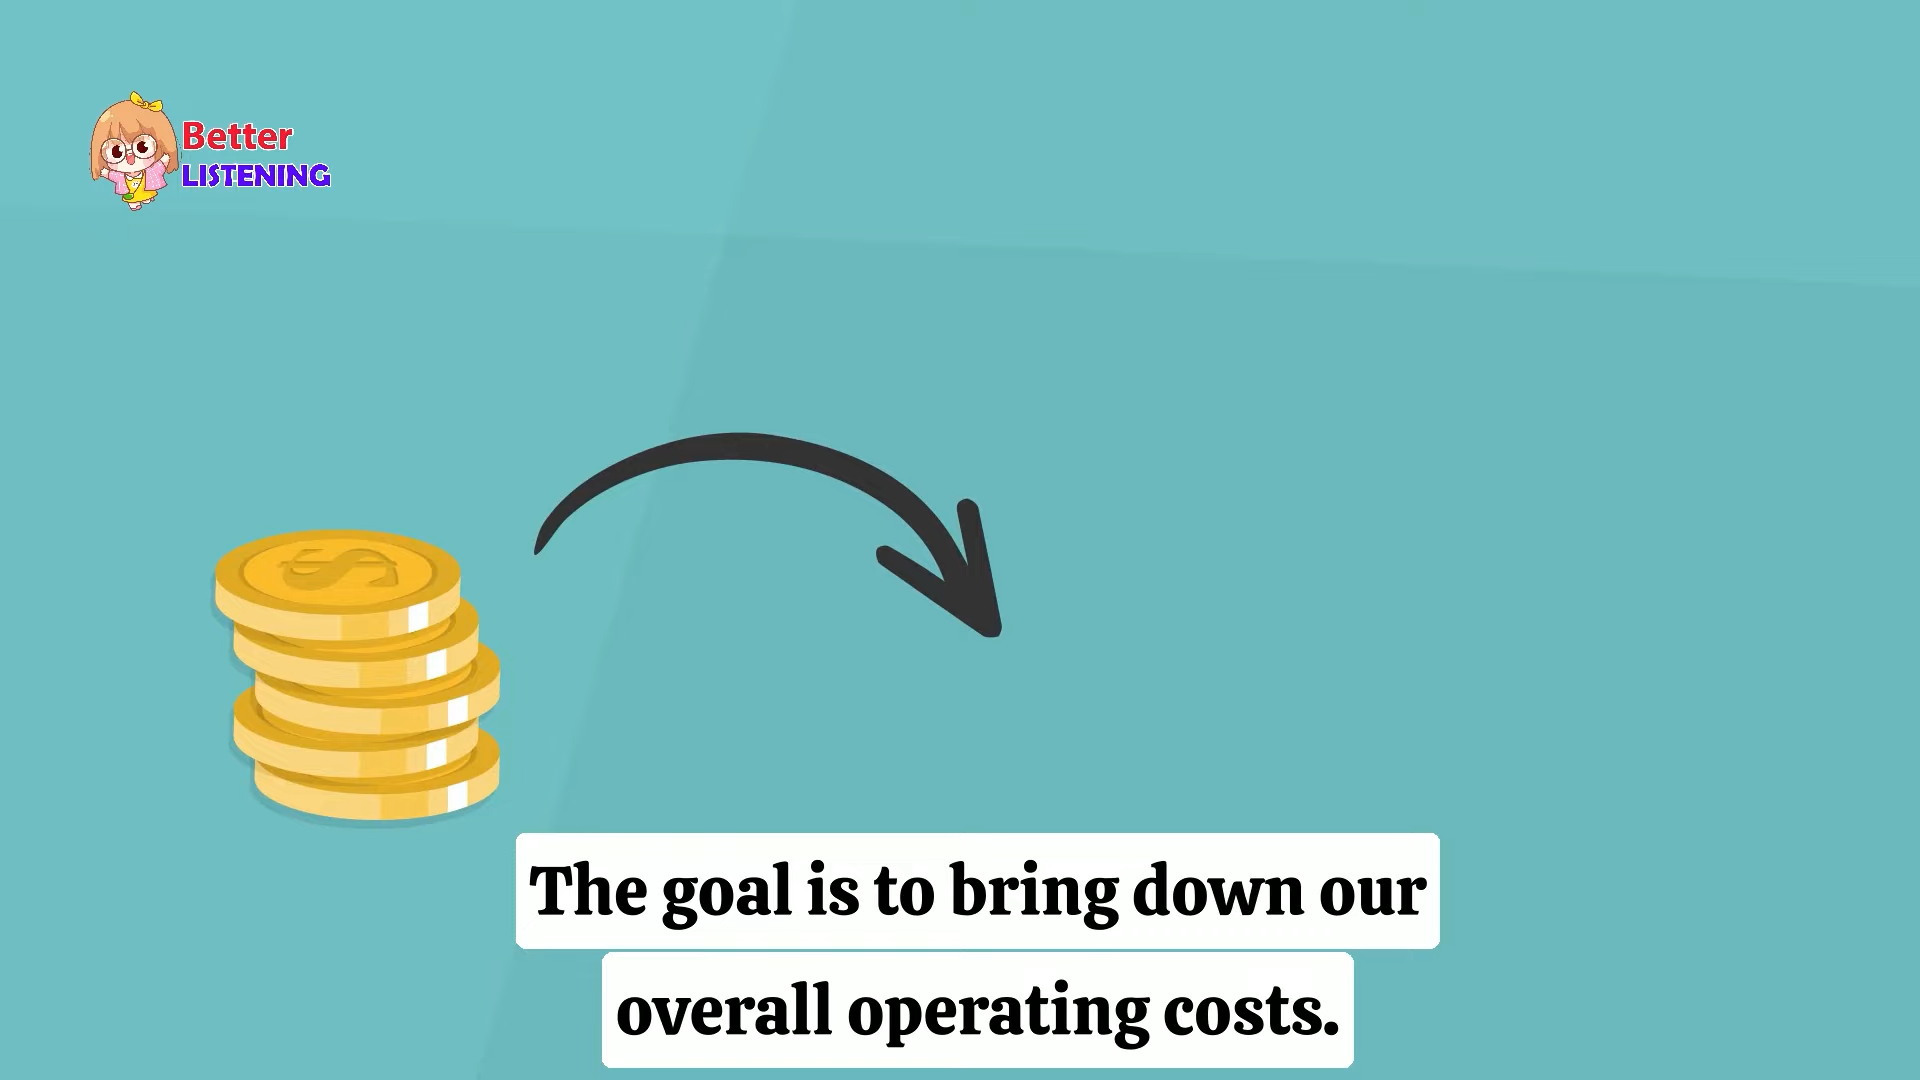 Better
LISTENING
The goal is to bring down our
overall operating costs.